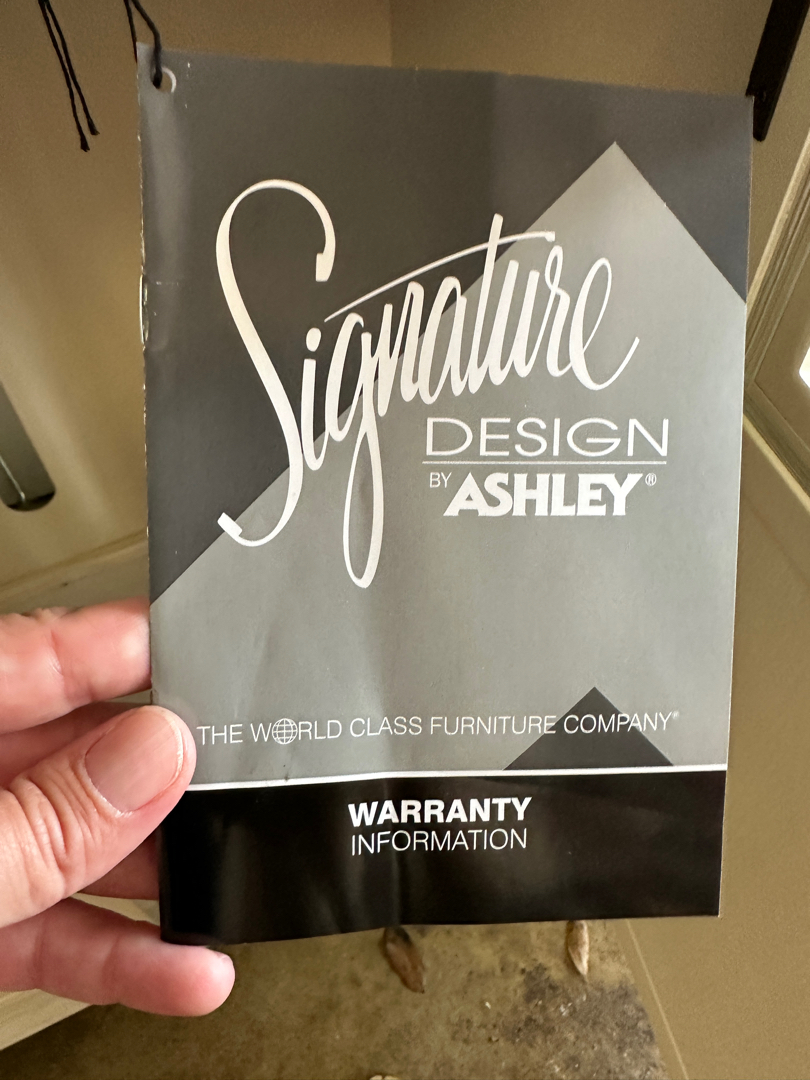 Signature
DESIGN
BY ASHLEY®
THE WORLD CLASS FURNITURE COMPANY®
WARRANTY
INFORMATION